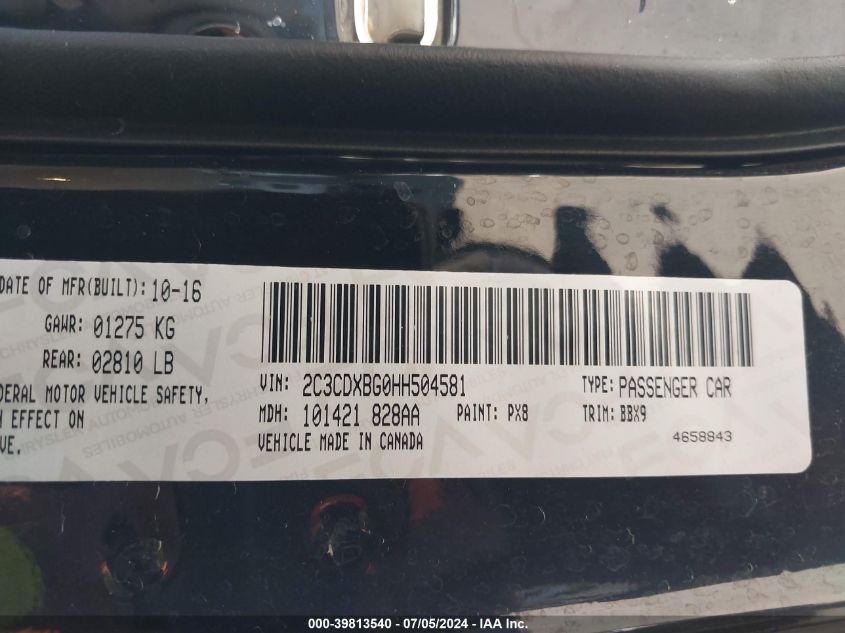 DATE OF MFR(BUILT): 10-16
GAWR: 01275 KG
REAR: 02810 LB
DERAL MOTOR VEHICLE SAFETY,
EFFECT ON
VE.
VIN: 2C3CDXBG0HH504581
TYPE: PASSENGER CAR
MDH: 101421 828AA
PAINT: PX8
TRIM: BBX9
VEHICLE MADE IN CANADA
4658843
000-39813540 - 07/05/2024 - IAA Inc.